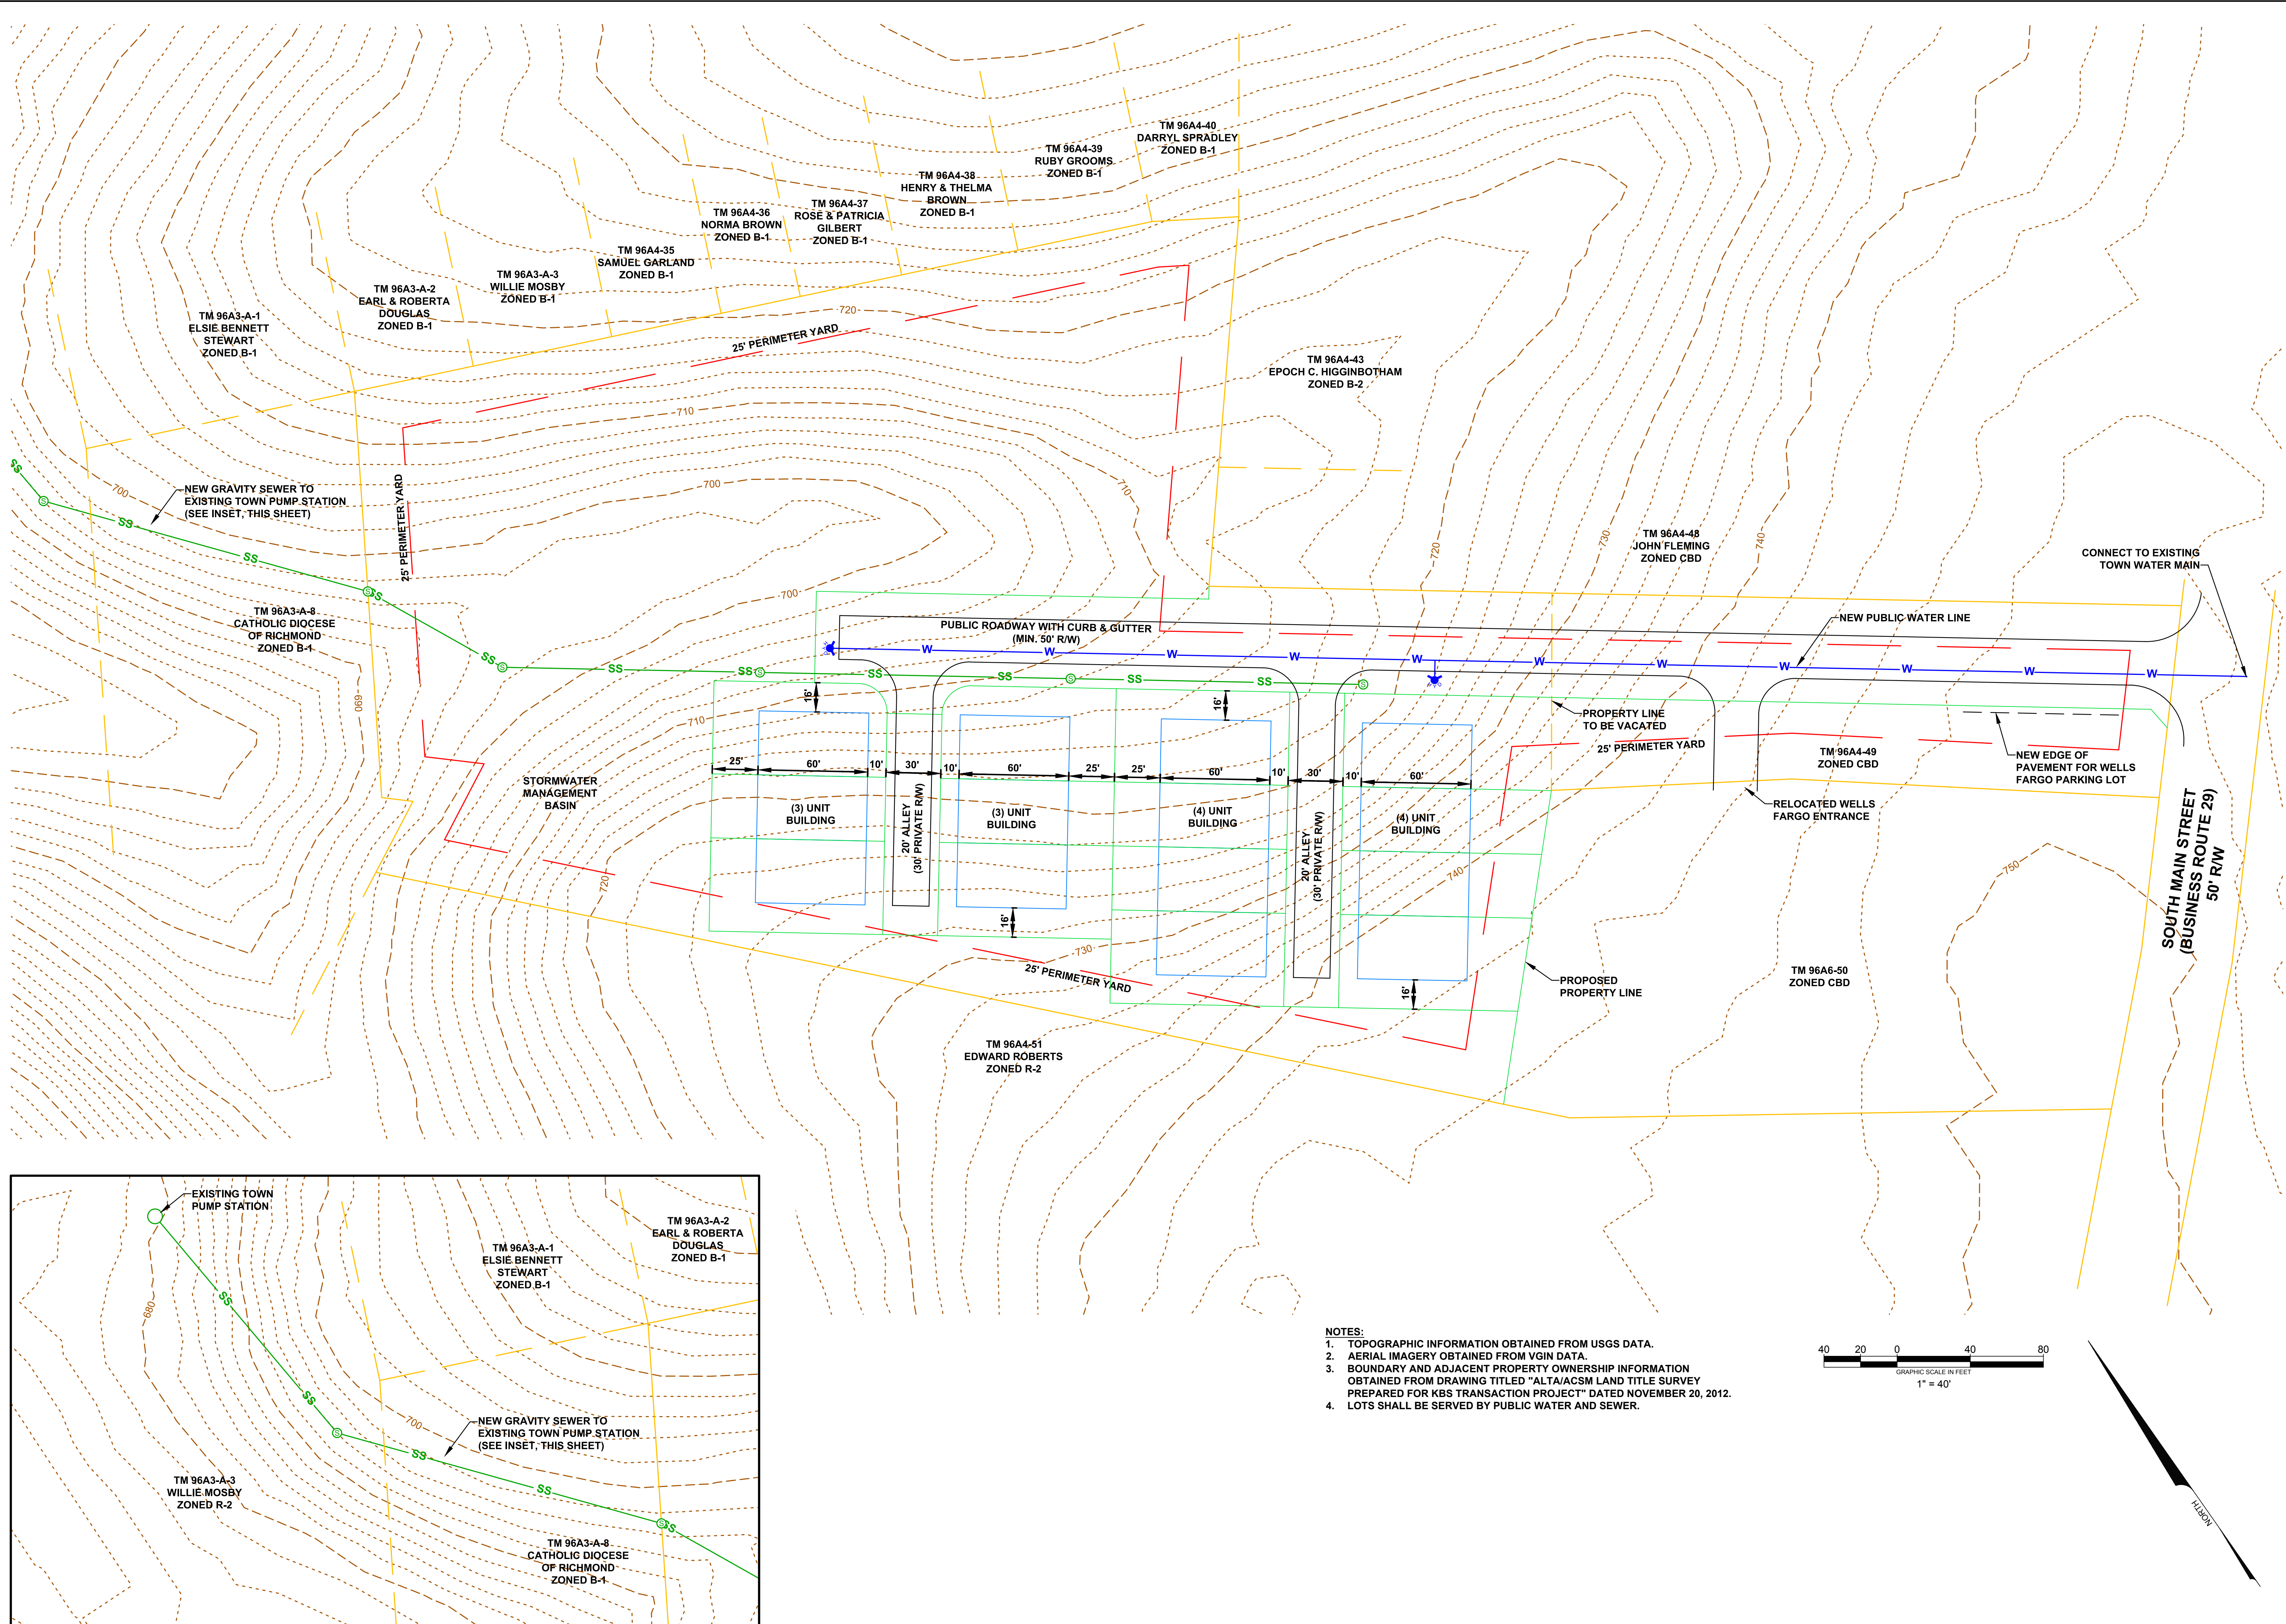 TM 96A4-40
DARRYL SPRADLEY
ZONED B-1
TM 96A4-39
RUBY GROOMS
ZONED B-1
TM 96A4-38
HENRY & THELMA
BROWN
ZONED B-1
TM 96A4-37
ROSE & PATRICIA
GILBERT
ZONED B-1
TM 96A4-36
NORMA BROWN
ZONED B-1
TM 96A4-35
SAMUEL GARLAND
ZONED B-1
TM 96A3-A-3
WILLIE MOSBY
ZONED B-1
TM 96A3-A-2
EARL & ROBERTA
DOUGLAS
ZONED B-1
TM 96A3-A-1
ELSIE BENNETT
STEWART
ZONED B-1
720
25' PERIMETER YARD
TM 96A4-43
EPOCH C. HIGGINBOTHAM
ZONED B-2
710
700
710
SS
700
NEW GRAVITY SEWER TO
EXISTING TOWN PUMP STATION
(SEE INSET, THIS SHEET)
SS
SS
25' PERIMETER YARD
720
730
740
TM 96A4-48
JOHN FLEMING
ZONED CBD
CONNECT TO EXISTING
TOWN WATER MAIN
SS
700
TM 96A3-A-8
CATHOLIC DIOCESE
OF RICHMOND
ZONED B-1
PUBLIC ROADWAY WITH CURB & GUTTER
(MIN. 50' R/W)
NEW PUBLIC WATER LINE
W W W W W W W W W W W
SS SS SS SS SS SS SS
690
16'
16'
710
PROPERTY LINE
TO BE VACATED
25' PERIMETER YARD
TM 96A4-49
ZONED CBD
NEW EDGE OF
PAVEMENT FOR WELLS
FARGO PARKING LOT
RELOCATED WELLS
FARGO ENTRANCE
25' 60' 10' 30' 10' 60' 25' 25' 60' 10' 30' 10' 60'
STORMWATER
MANAGEMENT
BASIN
(3) UNIT
BUILDING
20' ALLEY
(30' PRIVATE R/W)
(3) UNIT
BUILDING
(4) UNIT
BUILDING
20' ALLEY
(30' PRIVATE R/W)
(4) UNIT
BUILDING
SOUTH MAIN STREET
(BUSINESS ROUTE 29)
50' R/W
720
740
750
16'
730
25' PERIMETER YARD
16'
PROPOSED
PROPERTY LINE
TM 96A6-50
ZONED CBD
TM 96A4-51
EDWARD ROBERTS
ZONED R-2
EXISTING TOWN
PUMP STATION
TM 96A3-A-2
EARL & ROBERTA
DOUGLAS
ZONED B-1
TM 96A3-A-1
ELSIE BENNETT
STEWART
ZONED B-1
680
SS
SS
700
NEW GRAVITY SEWER TO
EXISTING TOWN PUMP STATION
(SEE INSET, THIS SHEET)
SS
SS
SS
TM 96A3-A-3
WILLIE MOSBY
ZONED R-2
TM 96A3-A-8
CATHOLIC DIOCESE
OF RICHMOND
ZONED B-1
NOTES:
1. TOPOGRAPHIC INFORMATION OBTAINED FROM USGS DATA.
2. AERIAL IMAGERY OBTAINED FROM VGIN DATA.
3. BOUNDARY AND ADJACENT PROPERTY OWNERSHIP INFORMATION
OBTAINED FROM DRAWING TITLED "ALTA/ACSM LAND TITLE SURVEY
PREPARED FOR KBS TRANSACTION PROJECT" DATED NOVEMBER 20, 2012.
4. LOTS SHALL BE SERVED BY PUBLIC WATER AND SEWER.
40 20 0 40 80
GRAPHIC SCALE IN FEET
1" = 40'
NORTH